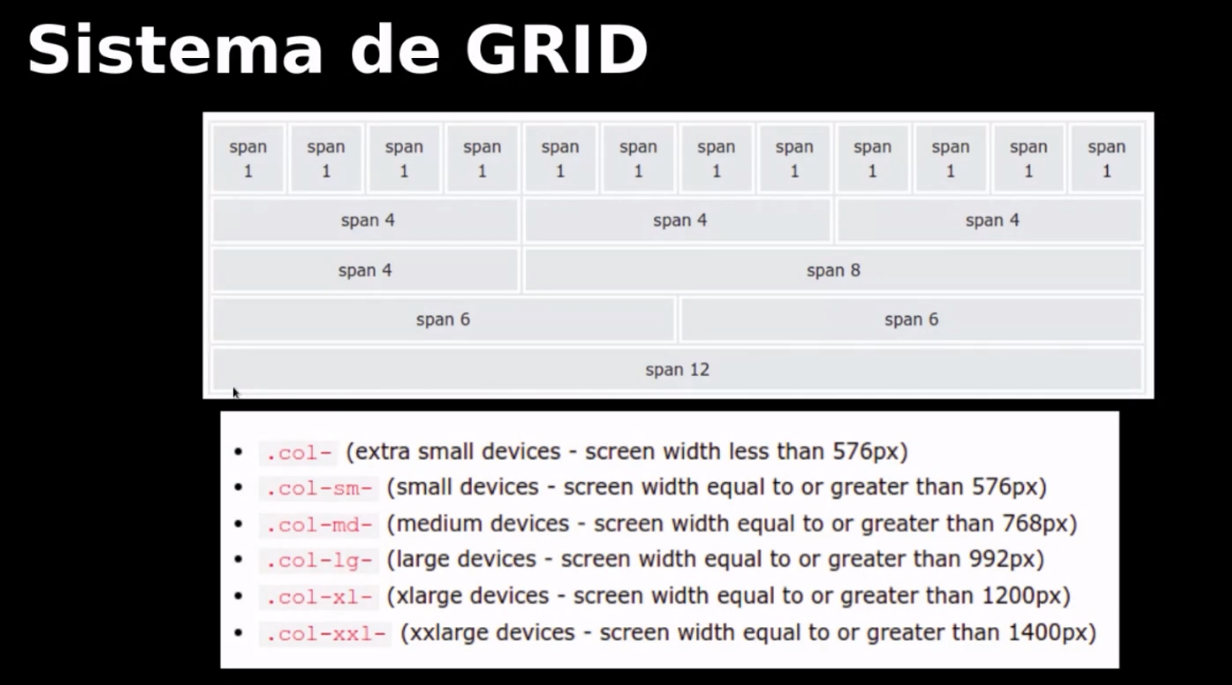 Sistema de GRID
span span span span span span span span span span span span
1 1 1 1 1 1 1 1 1 1 1 1
span 4 span 4 span 4
span 4 span 8
span 6 span 6
span 12
• .col- (extra small devices - screen width less than 576px)
• .col-sm- (small devices - screen width equal to or greater than 576px)
• .col-md- (medium devices - screen width equal to or greater than 768px)
• .col-lg- (large devices - screen width equal to or greater than 992px)
• .col-xl- (xlarge devices - screen width equal to or greater than 1200px)
• .col-xxl- (xxlarge devices - screen width equal to or greater than 1400px)